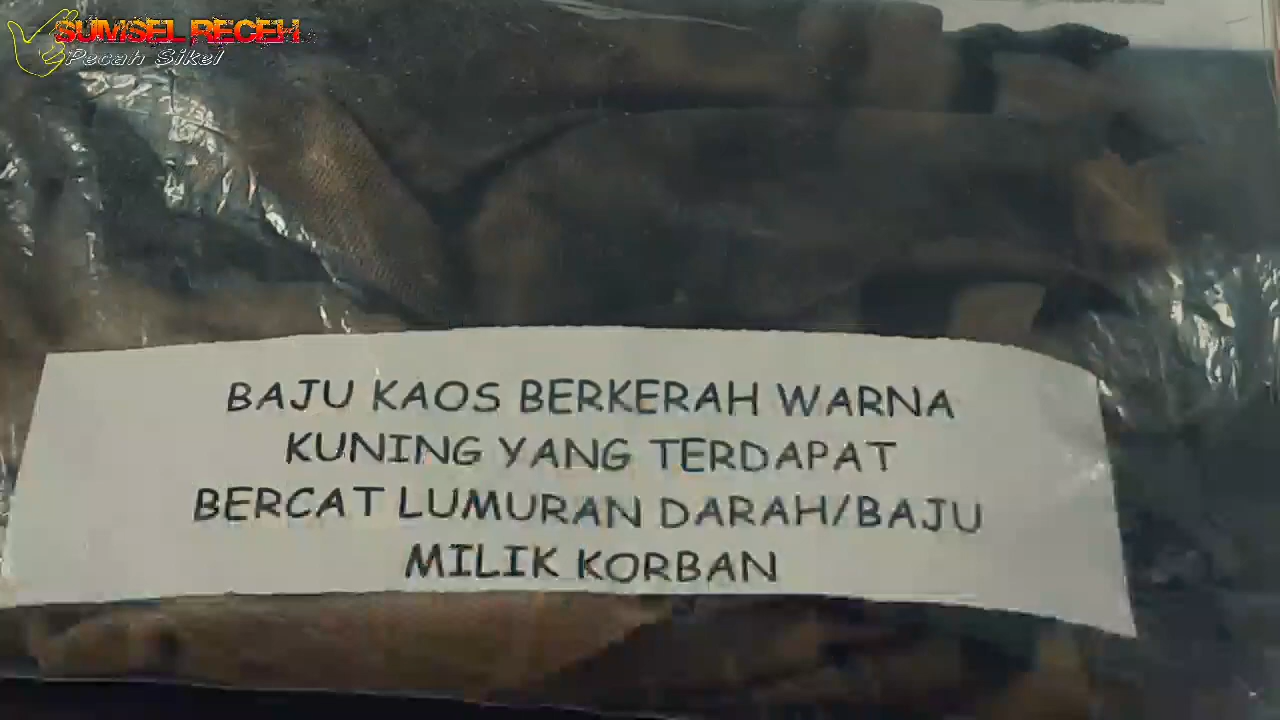 SUMSEL RECEH
Pecah Sikel
BAJU KAOS BERKERAH WARNA
KUNING YANG TERDAPAT
BERCAT LUMURAN DARAH/BAJU
MILIK KORBAN